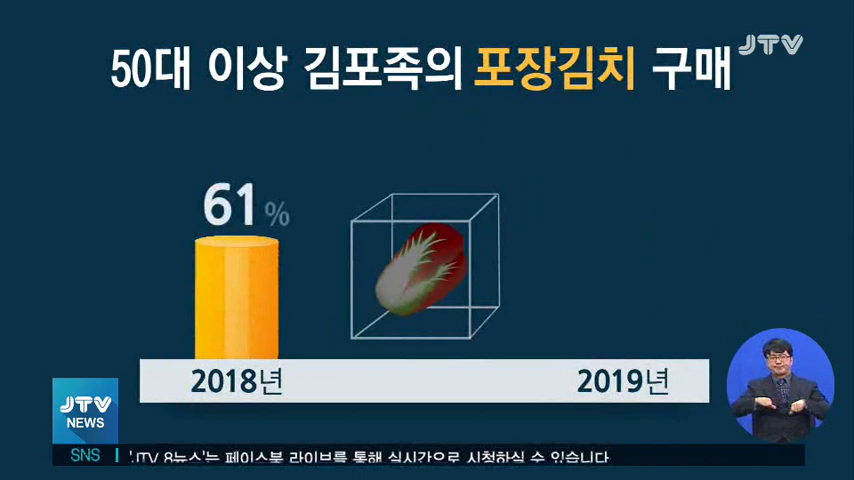 JTV
50대 이상 김포족의 포장김치 구매
61 %
2018년
2019년
JTV
NEWS
SNS
'JTV 8뉴스'는 페이스북 라이브를 통해 실시간으로 시청하실 수 있습니다